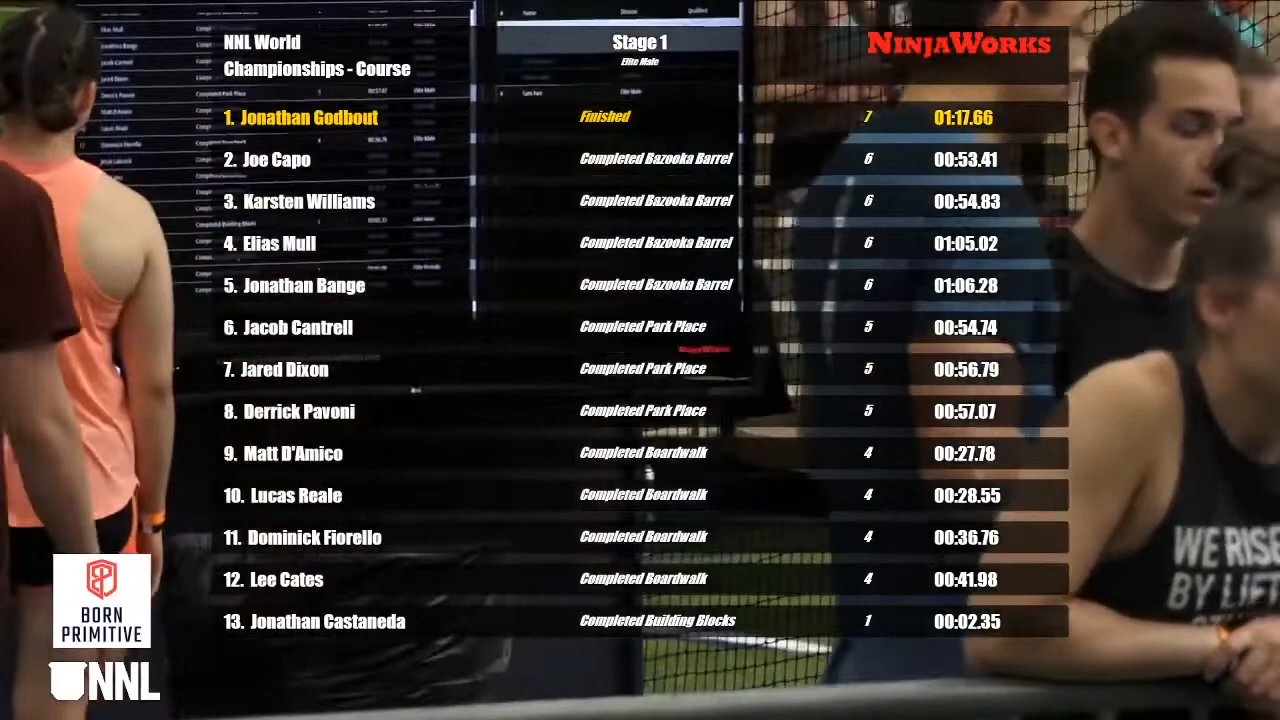 NNL World
Championships - Course
Stage 1
Elite Male
NINJAWORKS
1. Jonathan Godbout Finished 7 01:17.66
2. Joe Capo Completed Bazooka Barrel 6 00:53.41
3. Karsten Williams Completed Bazooka Barrel 6 00:54.83
4. Elias Mull Completed Bazooka Barrel 6 01:05.02
5. Jonathan Bange Completed Bazooka Barrel 6 01:06.28
6. Jacob Cantrell Completed Park Place 5 00:54.74
7. Jared Dixon Completed Park Place 5 00:56.79
8. Derrick Pavoni Completed Park Place 5 00:57.07
9. Matt D'Amico Completed Boardwalk 4 00:27.78
10. Lucas Reale Completed Boardwalk 4 00:28.55
11. Dominick Fiorello Completed Boardwalk 4 00:36.76
12. Lee Cates Completed Boardwalk 4 00:41.98
13. Jonathan Castaneda Completed Building Blocks 1 00:02.35
WE RISE
BY LIFT
BORN
PRIMITIVE
NNL